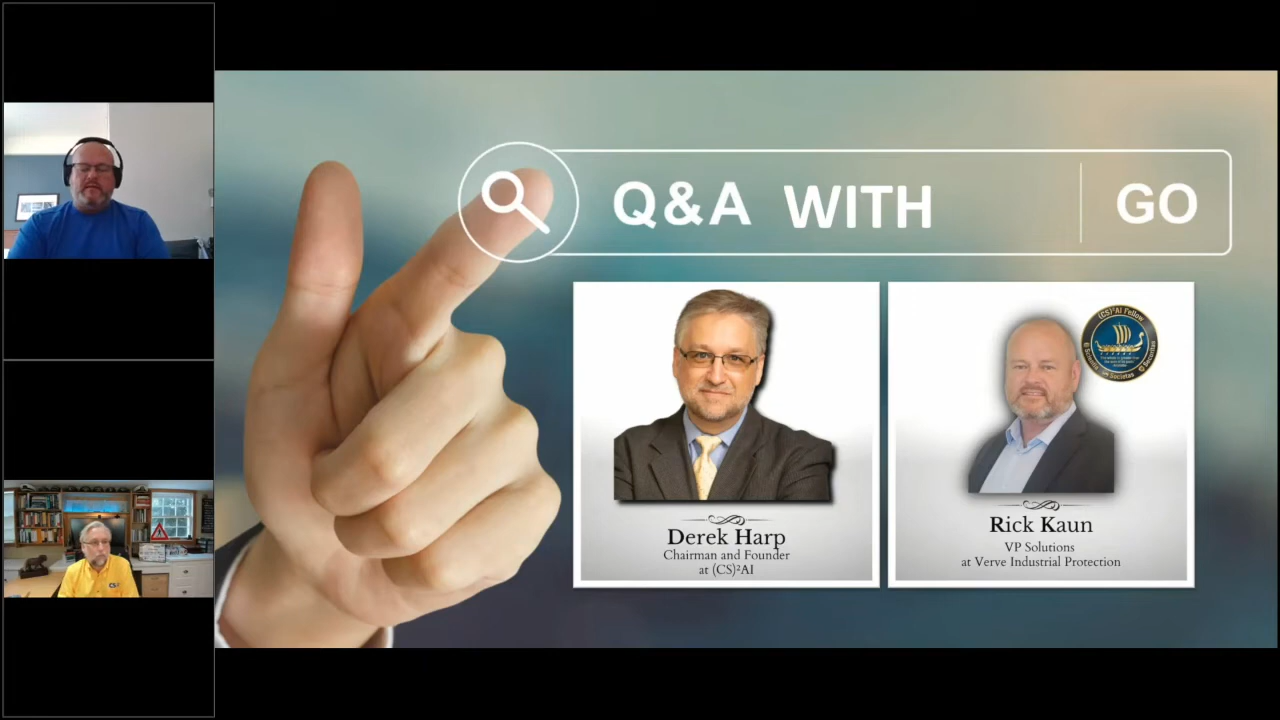 Q&A WITH
GO
Derek Harp
Chairman and Founder
at (CS)²AI
Rick Kaun
VP Solutions
at Verve Industrial Protection
(CS)²AI Fellow